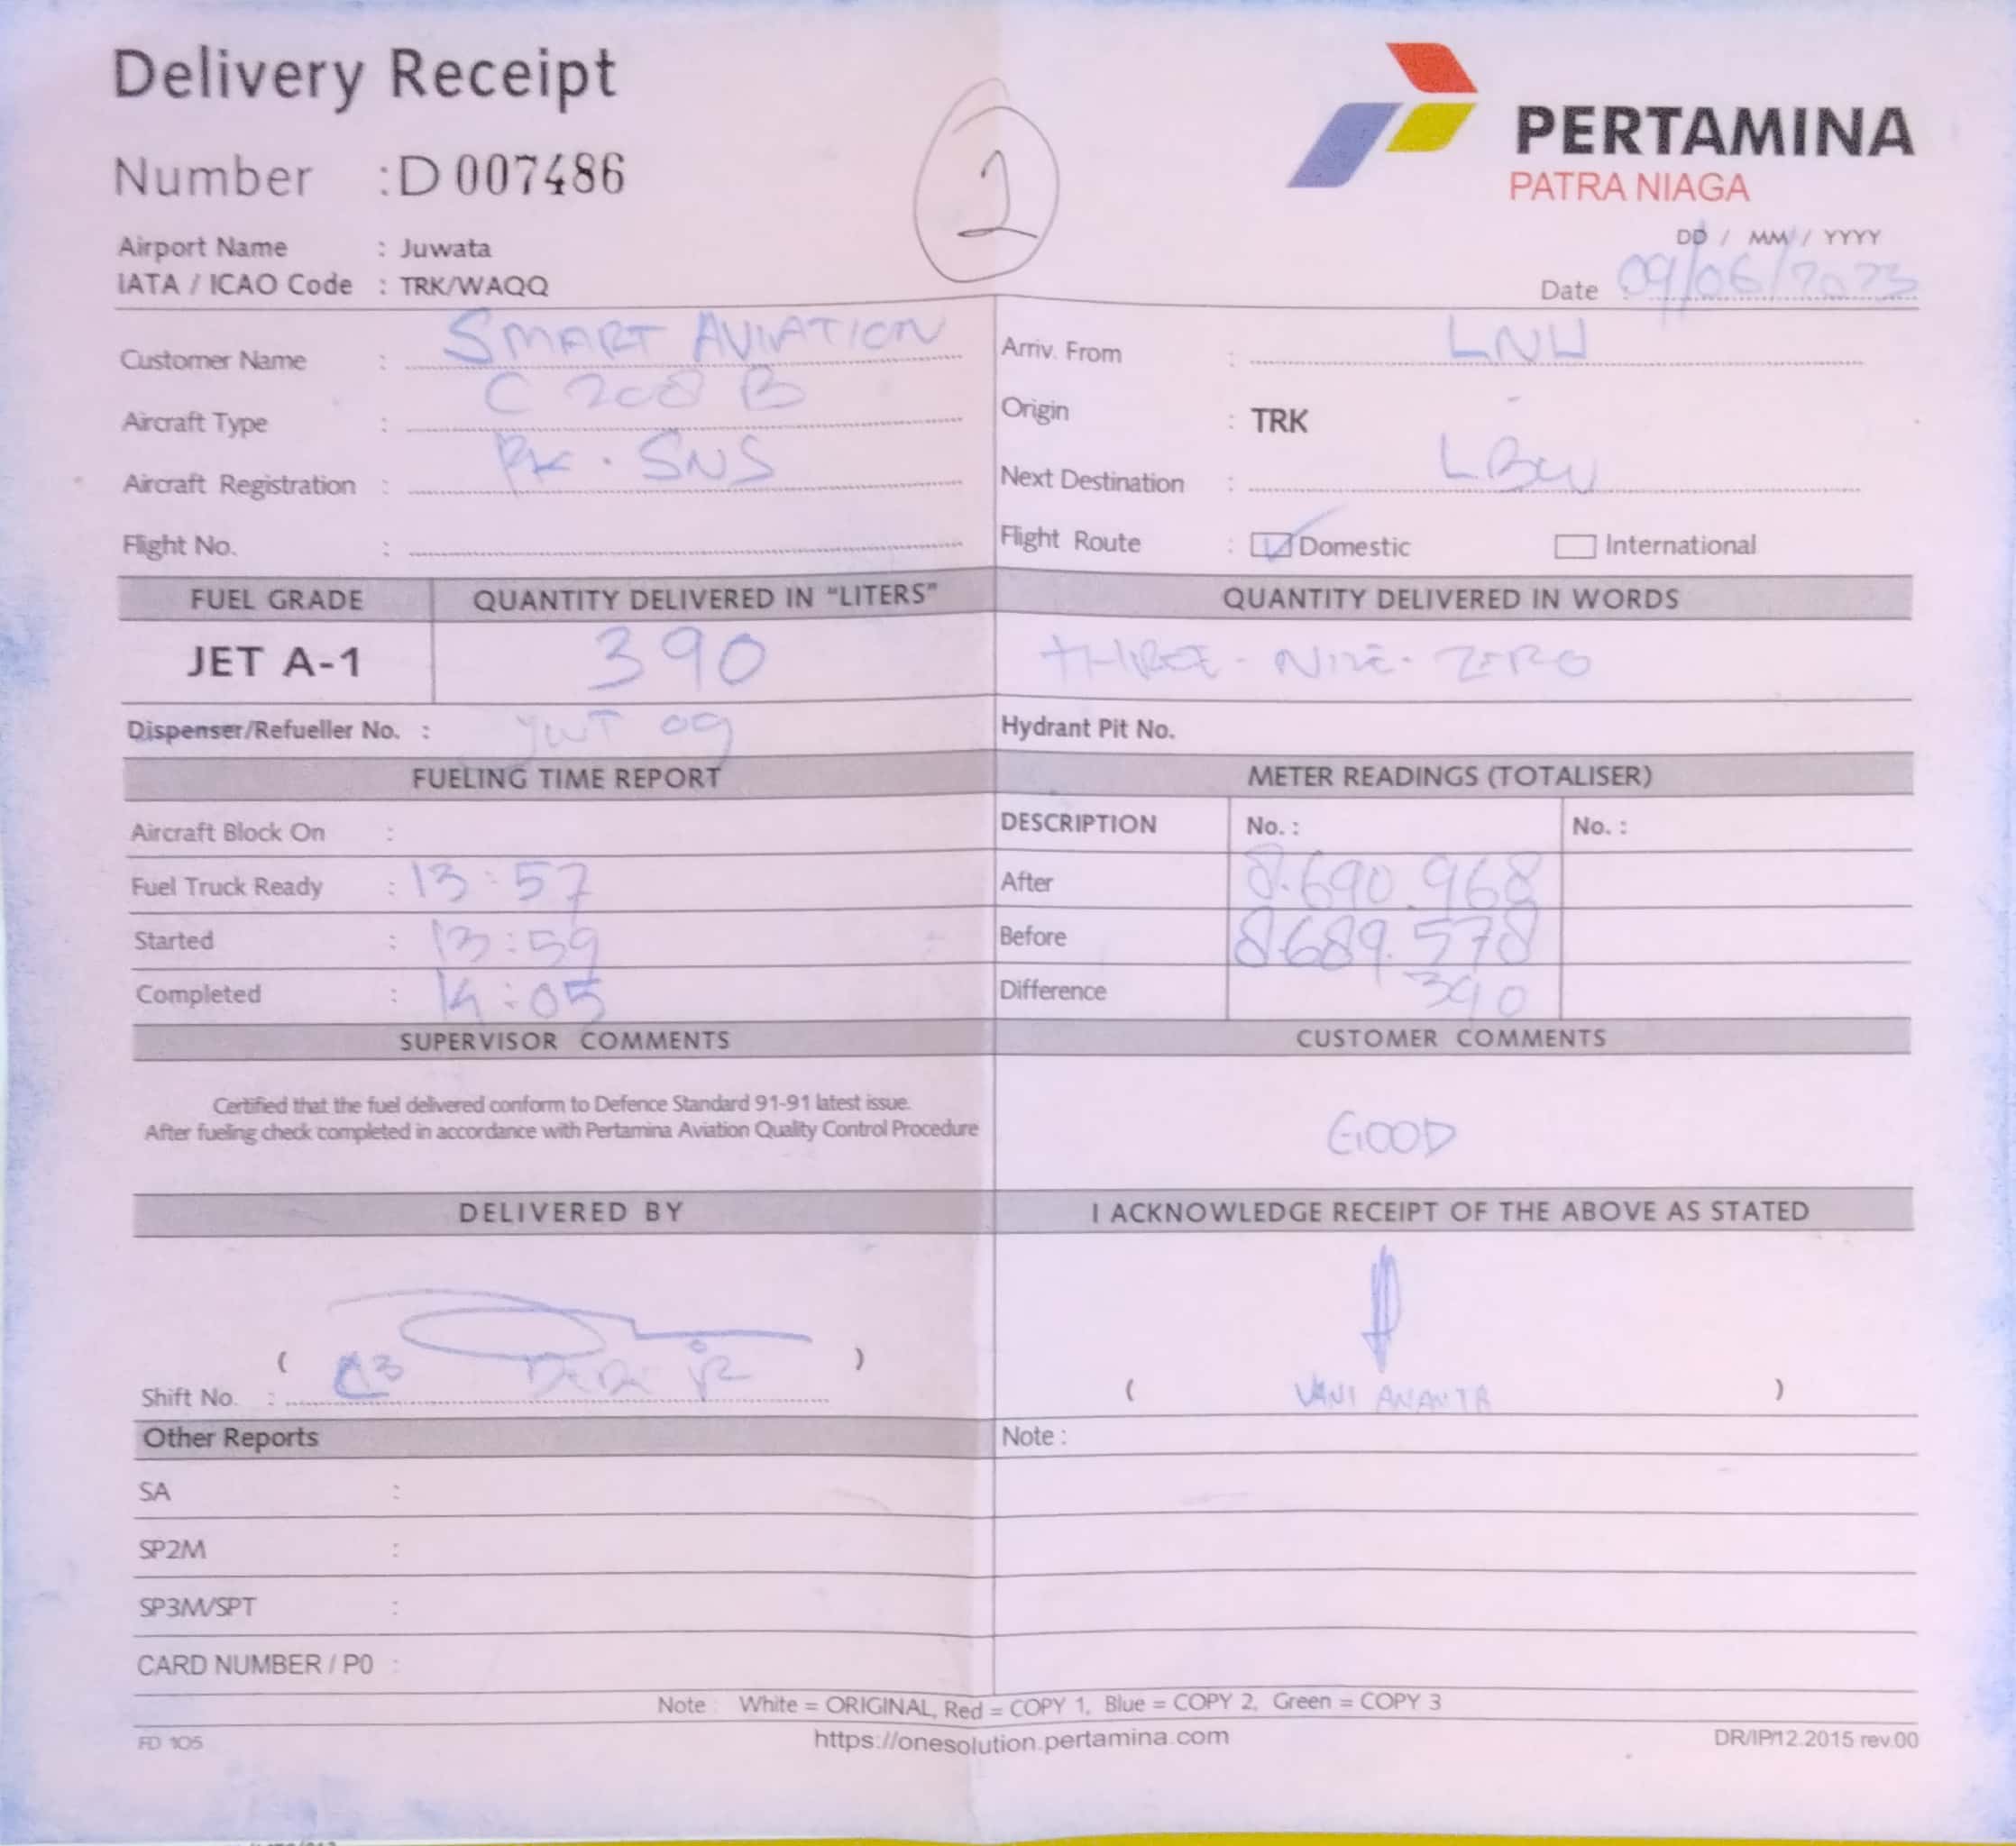 Delivery Receipt
Number : D 007486
1
PERTAMINA
PATRA NIAGA
Airport Name : Juwata
IATA / ICAO Code : TRK/WAQQ
DD / MM / YYYY
Date : 09/06/2023
Customer Name : SMART AVIATION
Aircraft Type : C 208 B
Aircraft Registration : PK - SNS
Flight No. :
Arriv. From : LNU
Origin : TRK
Next Destination : LBW
Flight Route : Domestic International
FUEL GRADE QUANTITY DELIVERED IN "LITERS" QUANTITY DELIVERED IN WORDS
JET A-1 390 THREE - NINE - ZERO
Dispenser/Refueller No. : JWT 09 Hydrant Pit No.
FUELING TIME REPORT
Aircraft Block On :
Fuel Truck Ready : 13:57
Started : 13:59
Completed : 14:05
METER READINGS (TOTALISER)
DESCRIPTION No. : No. :
After 8.690.968
Before 8.689.578
Difference 390
SUPERVISOR COMMENTS
Certified that the fuel delivered conform to Defence Standard 91-91 latest issue.
After fueling check completed in accordance with Pertamina Aviation Quality Control Procedure
CUSTOMER COMMENTS
GOOD
DELIVERED BY
( )
Shift No. :
I ACKNOWLEDGE RECEIPT OF THE ABOVE AS STATED
( VANI ANANTA )
Other Reports
SA :
SP2M :
SP3M/SPT :
CARD NUMBER / P0 :
Note :
Note : White = ORIGINAL, Red = COPY 1, Blue = COPY 2, Green = COPY 3
FD 105
https://onesolution.pertamina.com
DR/IP/12.2015 rev.00